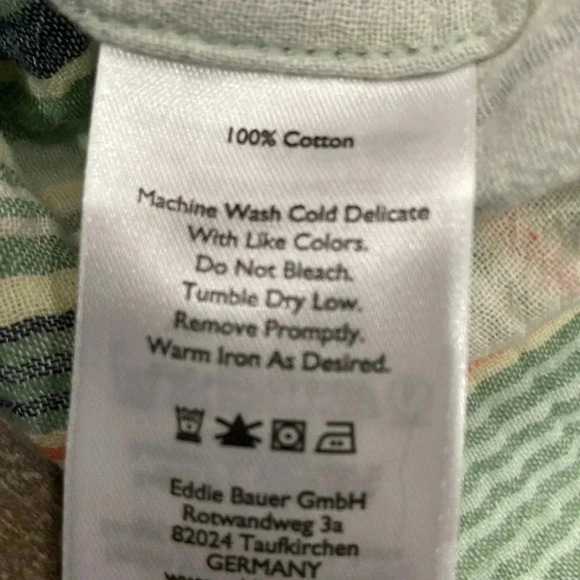 100% Cotton
Machine Wash Cold Delicate
With Like Colors.
Do Not Bleach.
Tumble Dry Low.
Remove Promptly.
Warm Iron As Desired.
Eddie Bauer GmbH
Rotwandweg 3a
82024 Taufkirchen
GERMANY